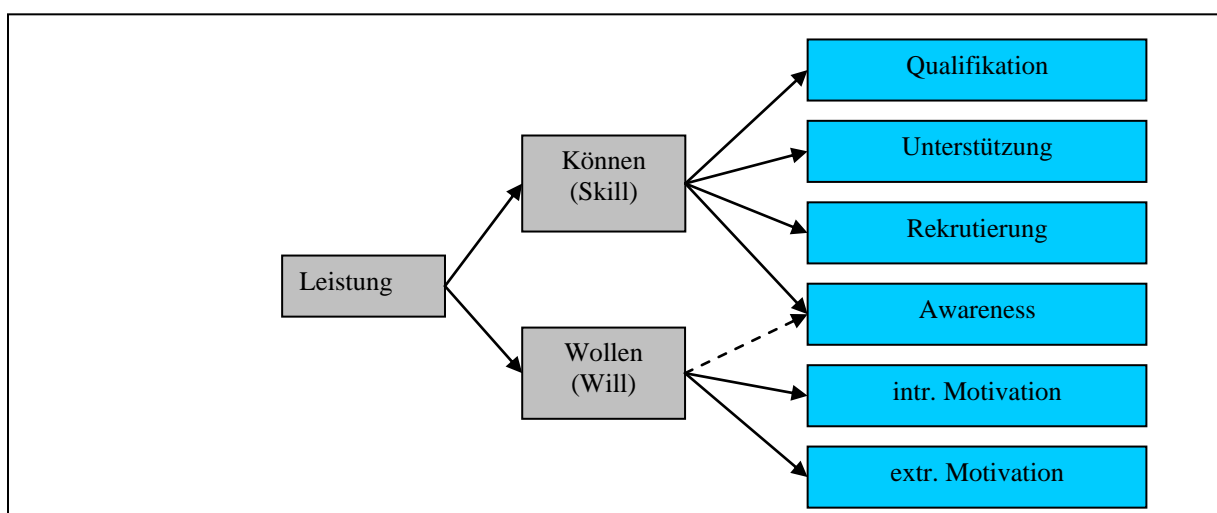 Qualifikation
Können
(Skill)
Unterstützung
Rekrutierung
Leistung
Awareness
Wollen
(Will)
intr. Motivation
extr. Motivation